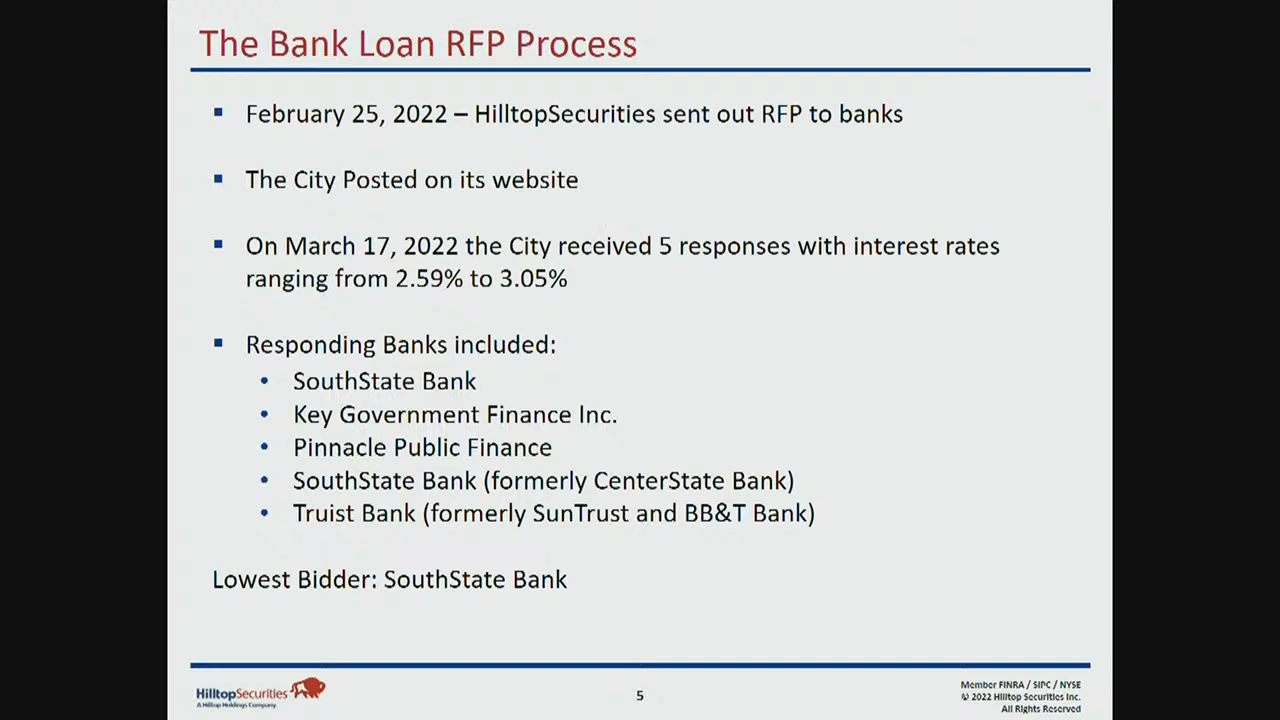 The Bank Loan RFP Process
▪ February 25, 2022 – HilltopSecurities sent out RFP to banks
▪ The City Posted on its website
▪ On March 17, 2022 the City received 5 responses with interest rates
ranging from 2.59% to 3.05%
▪ Responding Banks included:
• SouthState Bank
• Key Government Finance Inc.
• Pinnacle Public Finance
• SouthState Bank (formerly CenterState Bank)
• Truist Bank (formerly SunTrust and BB&T Bank)
Lowest Bidder: SouthState Bank
HilltopSecurities
A Hilltop Holdings Company
5
Member FINRA / SIPC / NYSE
© 2022 Hilltop Securities Inc.
All Rights Reserved